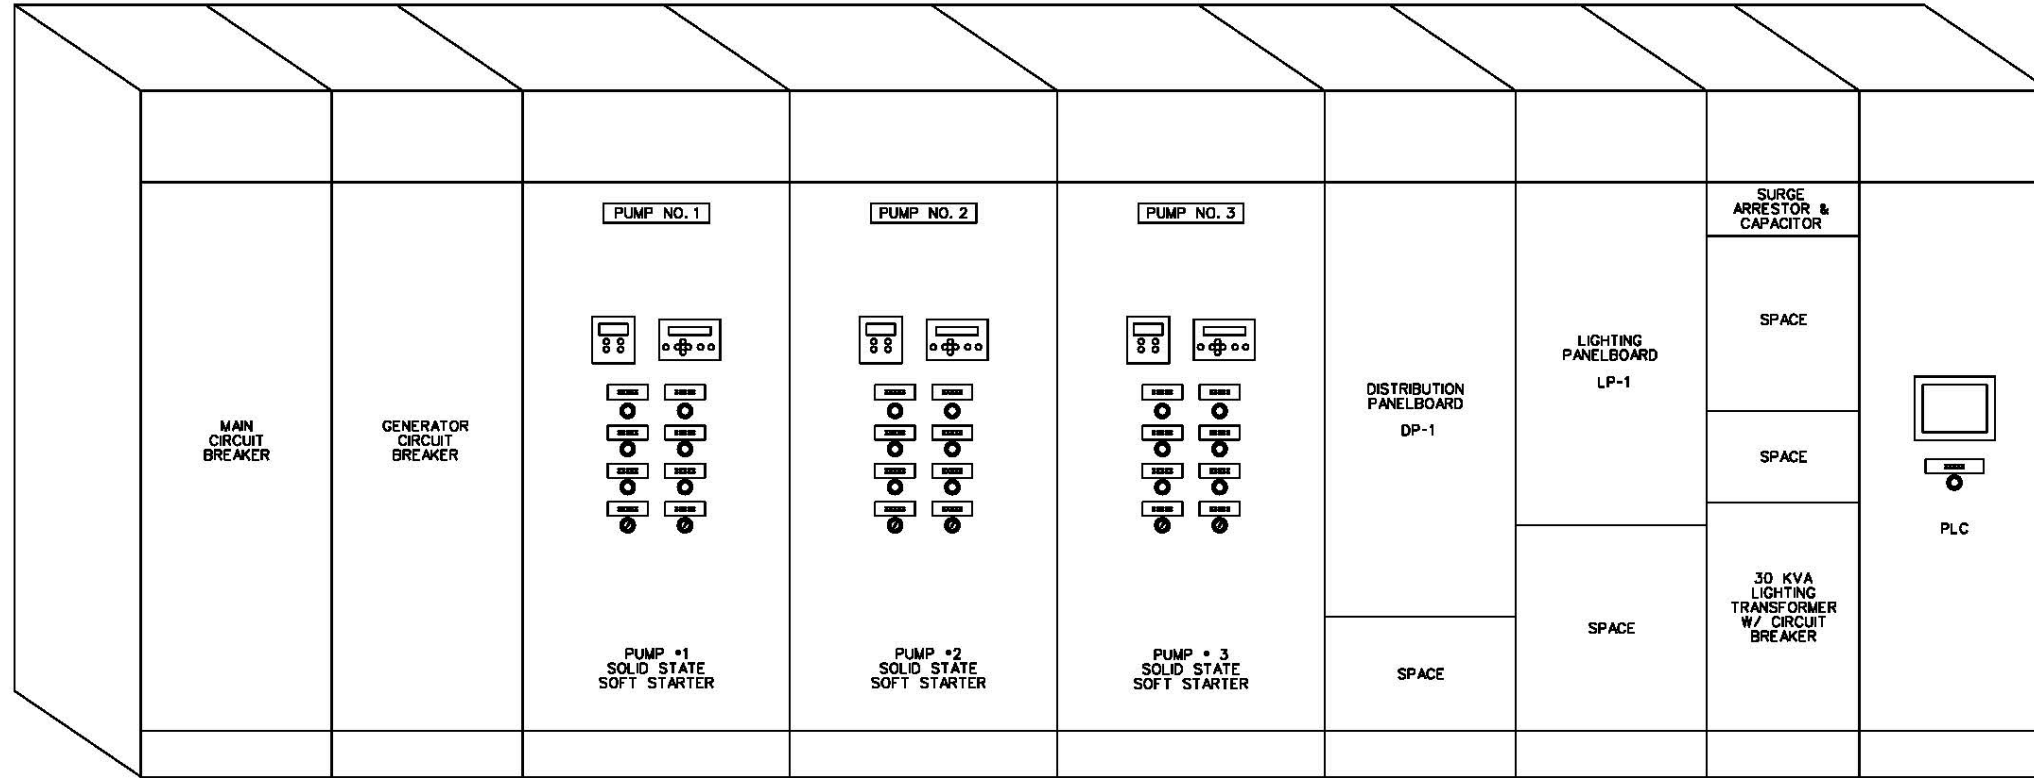 MAIN
CIRCUIT
BREAKER
GENERATOR
CIRCUIT
BREAKER
PUMP NO. 1
PUMP •1
SOLID STATE
SOFT STARTER
PUMP NO. 2
PUMP •2
SOLID STATE
SOFT STARTER
PUMP NO. 3
PUMP • 3
SOLID STATE
SOFT STARTER
DISTRIBUTION
PANELBOARD
DP-1
SPACE
LIGHTING
PANELBOARD
LP-1
SPACE
SURGE
ARRESTOR &
CAPACITOR
SPACE
SPACE
30 KVA
LIGHTING
TRANSFORMER
W/ CIRCUIT
BREAKER
PLC